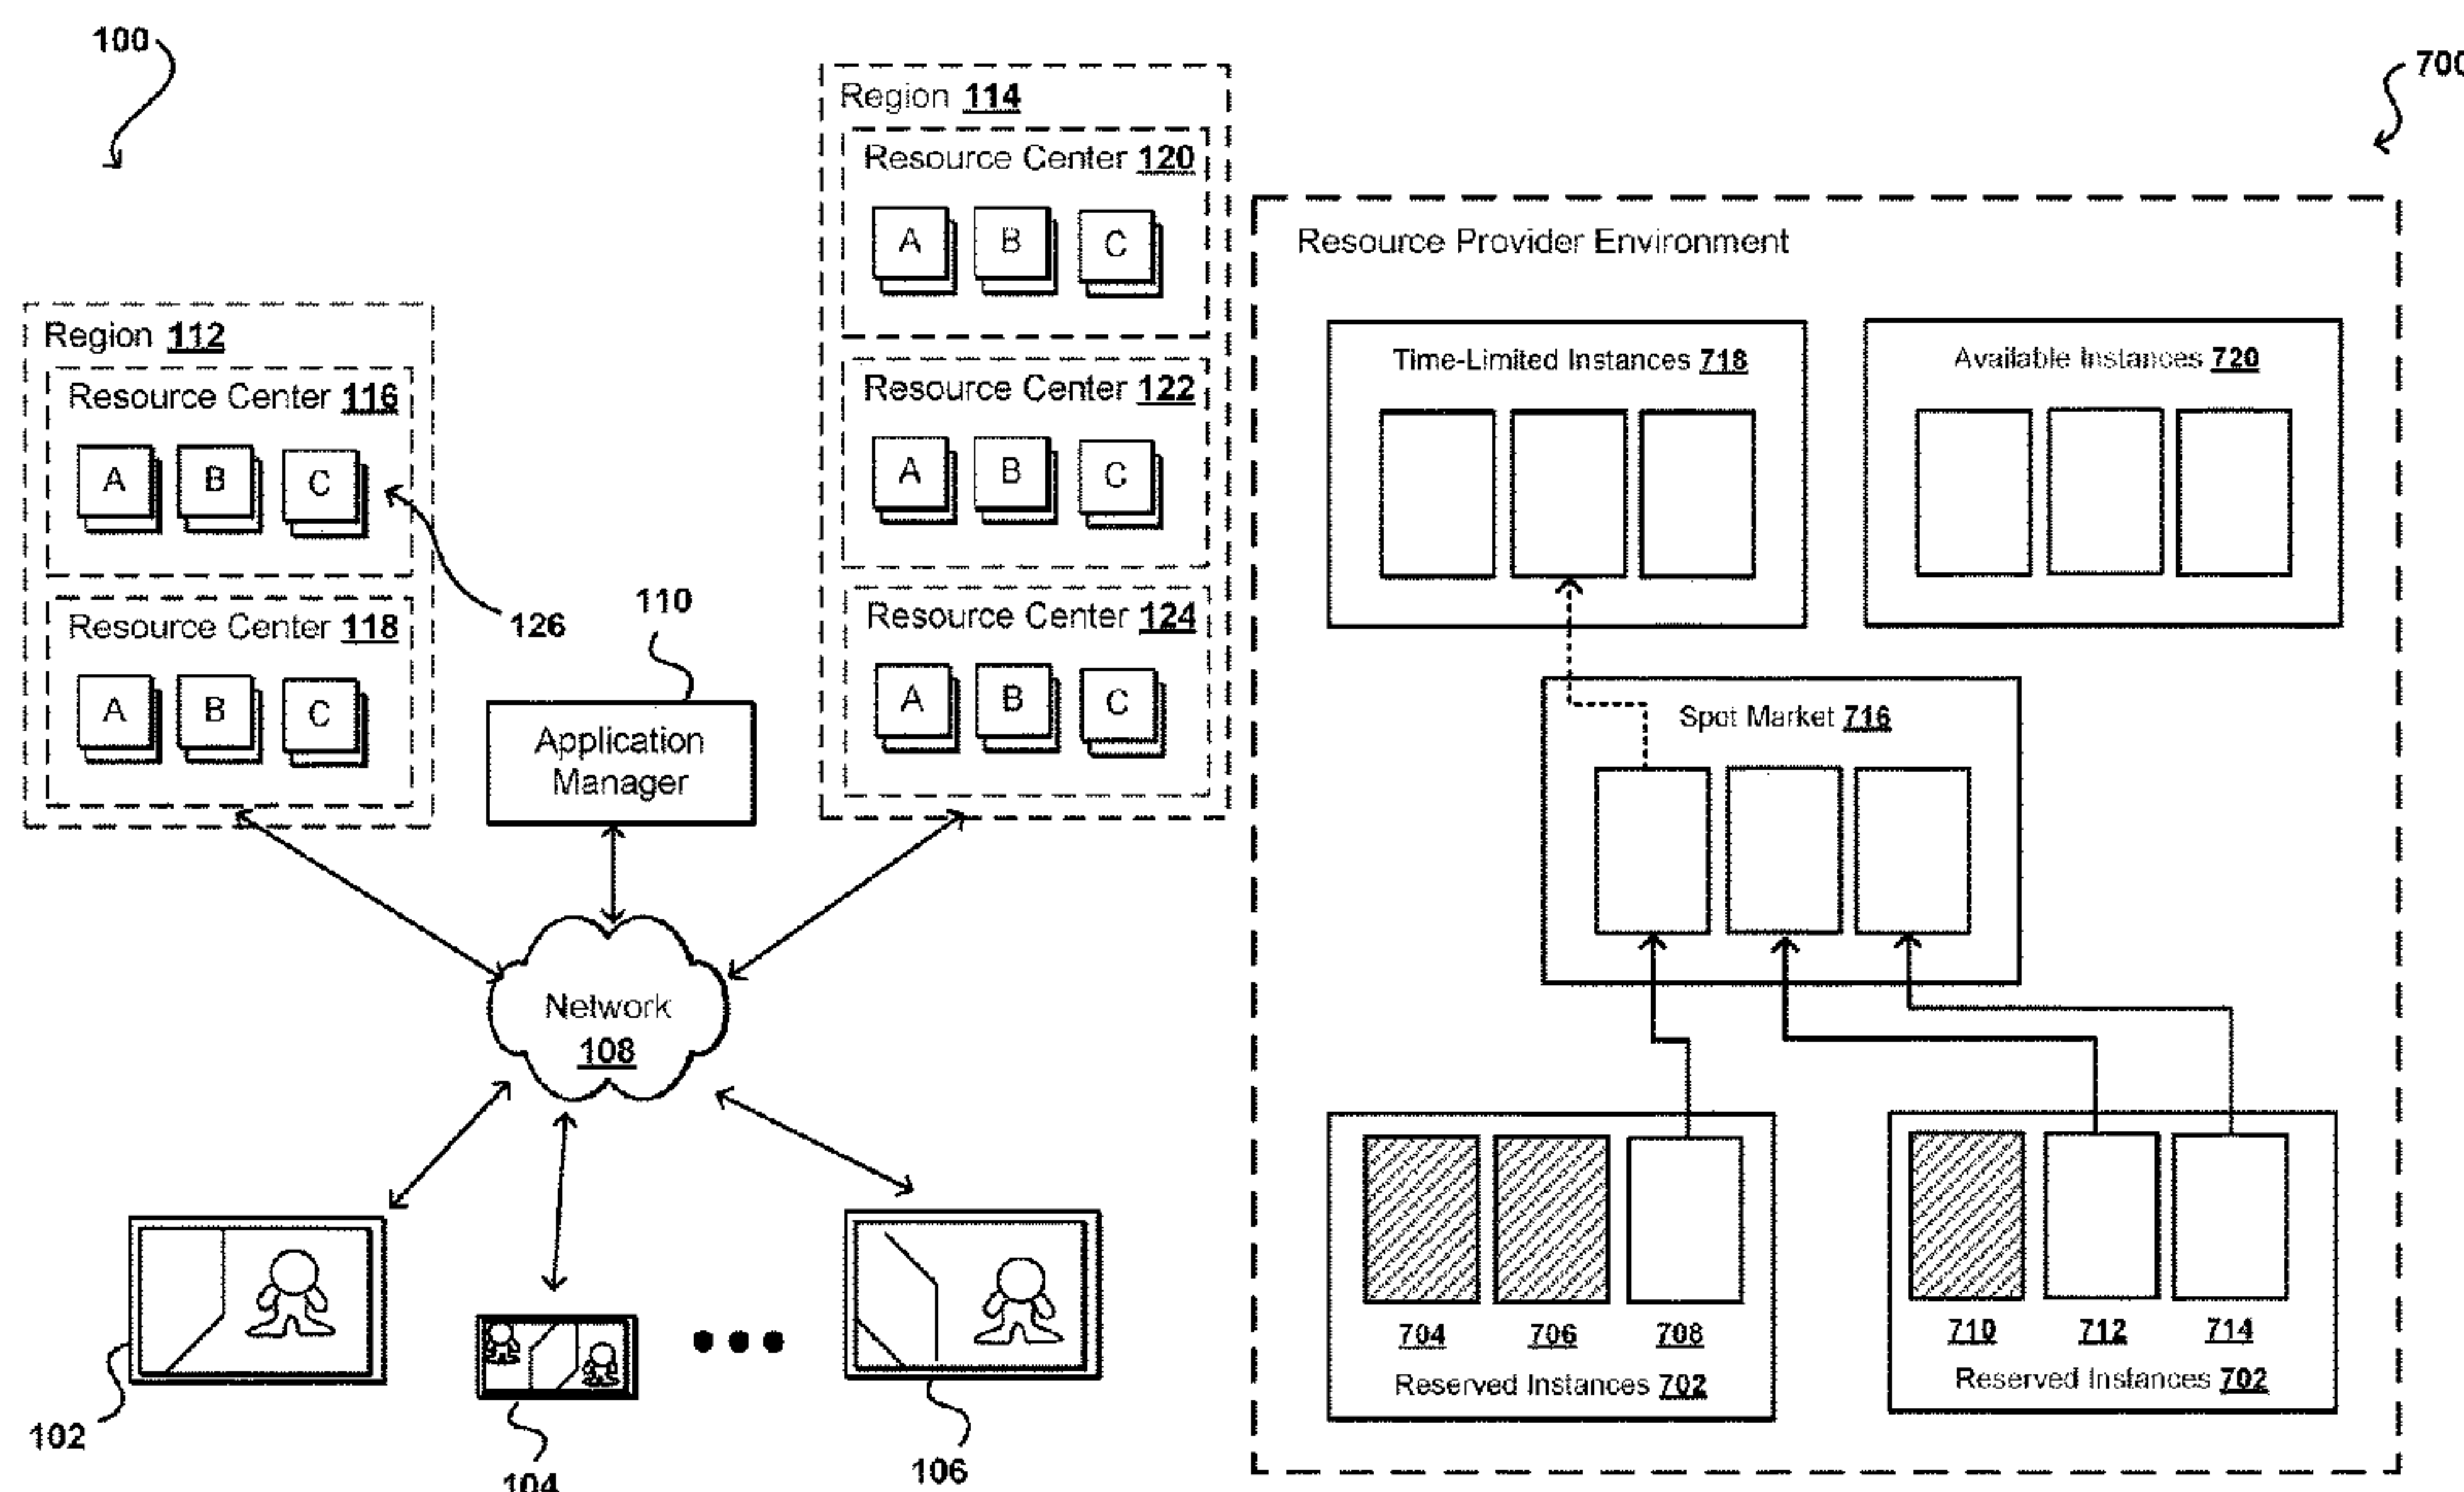 100
Region 112
Resource Center 116
A B C
126
Resource Center 118
A B C
110
Application
Manager
Region 114
Resource Center 120
A B C
Resource Center 122
A B C
Resource Center 124
A B C
Network
108
102
104
106
700
Resource Provider Environment
Time-Limited Instances 718
Available Instances 720
Spot Market 716
704 706 708
Reserved Instances 702
710 712 714
Reserved Instances 702